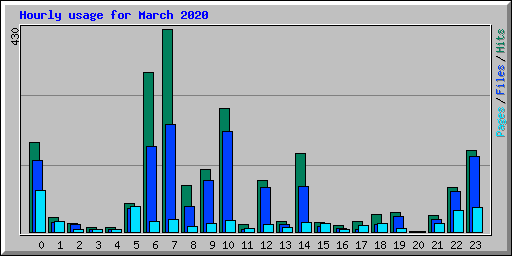 Hourly usage for March 2020
430
Pages / Files / Hits
0 1 2 3 4 5 6 7 8 9 10 11 12 13 14 15 16 17 18 19 20 21 22 23